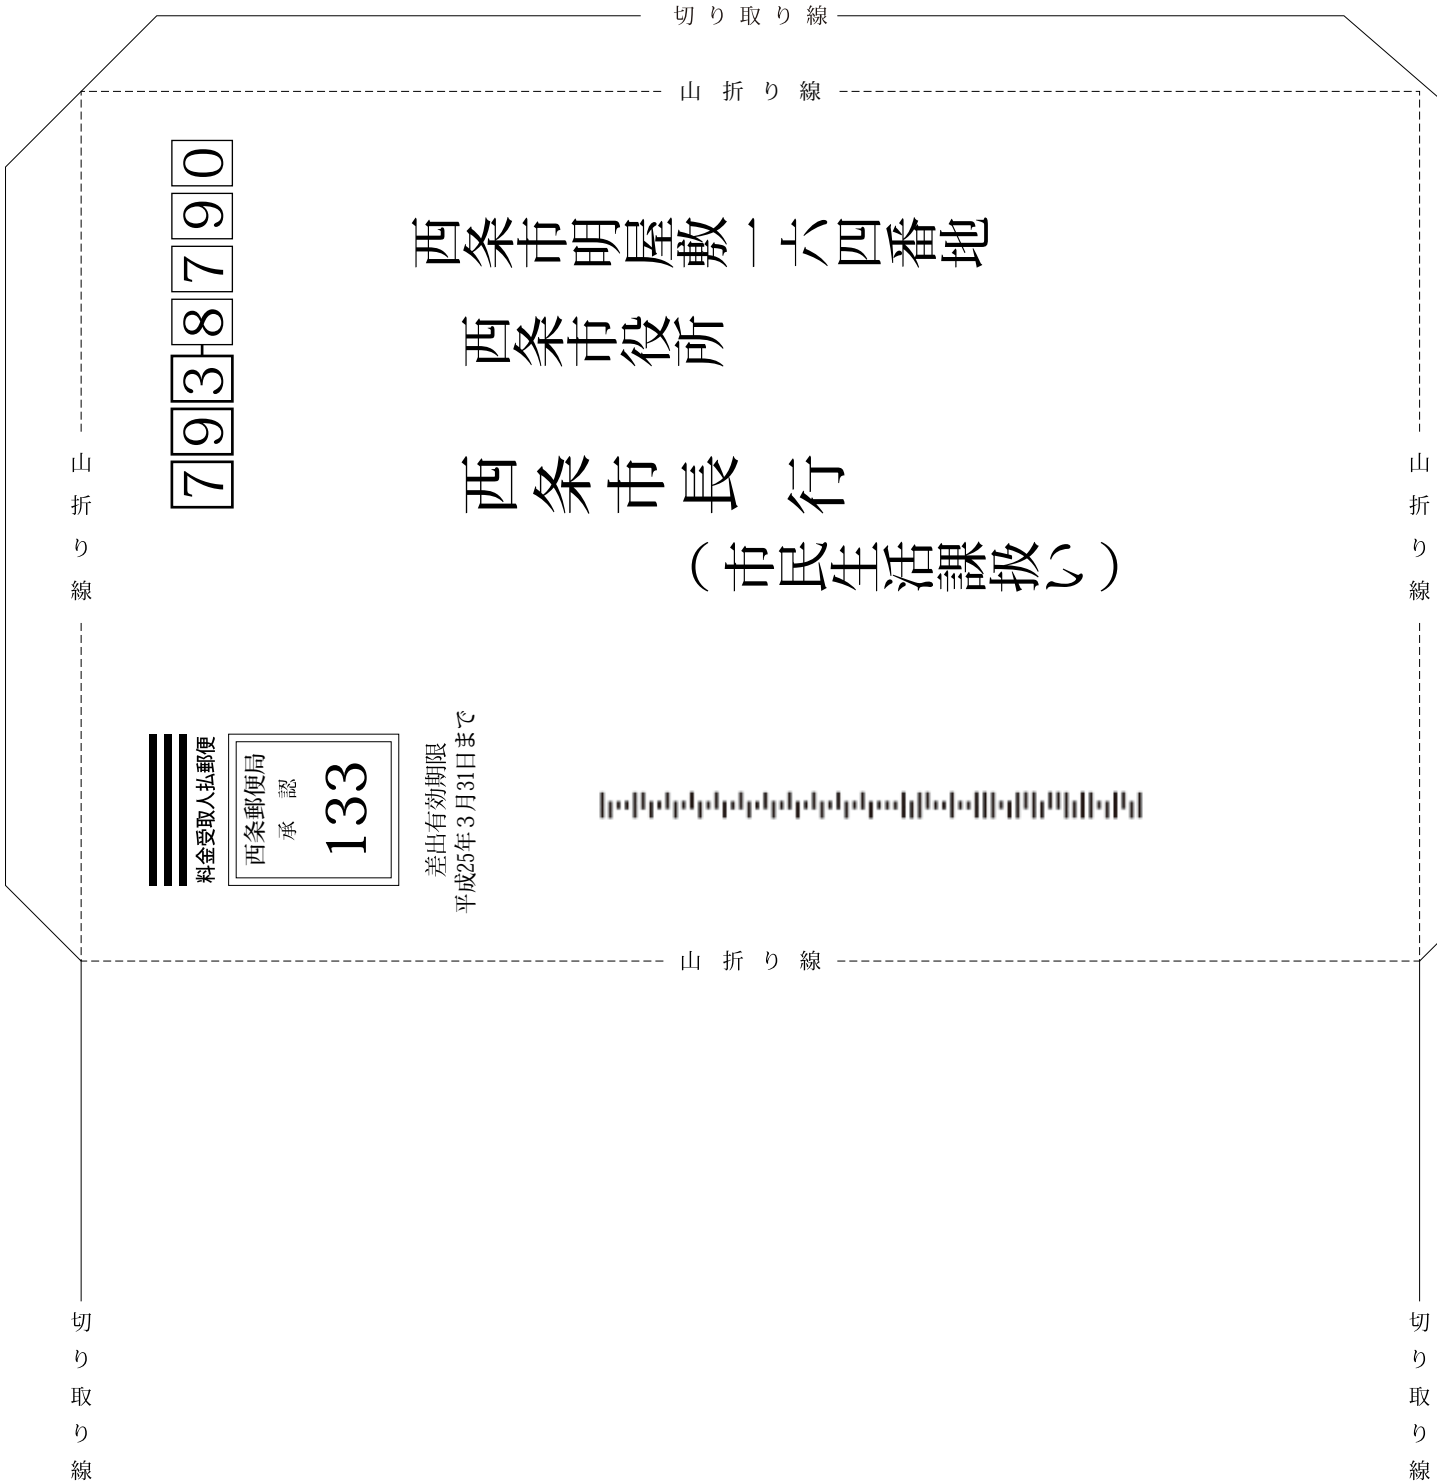 切り取り線
山折り線
山折り線
山折り線
793-8790
西条市明屋敷一六四番地
西条市役所
西条市長 行
（市民生活課扱い）
料金受取人払郵便
西条郵便局
承 認
133
差出有効期限
平成25年3月31日まで
山折り線
切り取り線
切り取り線